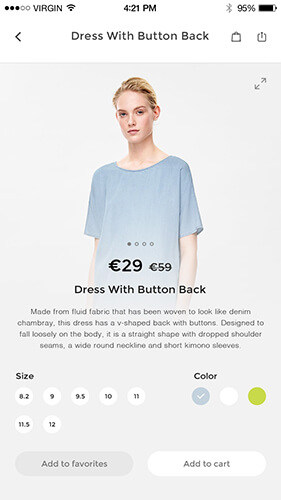 VIRGIN 4:21 PM 95%
Dress With Button Back
€29 €59
Dress With Button Back
Made from fluid fabric that has been woven to look like denim
chambray, this dress has a v-shaped back with buttons. Designed to
fall loosely on the body, it is a straight shape with dropped shoulder
seams, a wide round neckline and short kimono sleeves.
Size Color
8.2 9 9.5 10 11
11.5 12
Add to favorites Add to cart